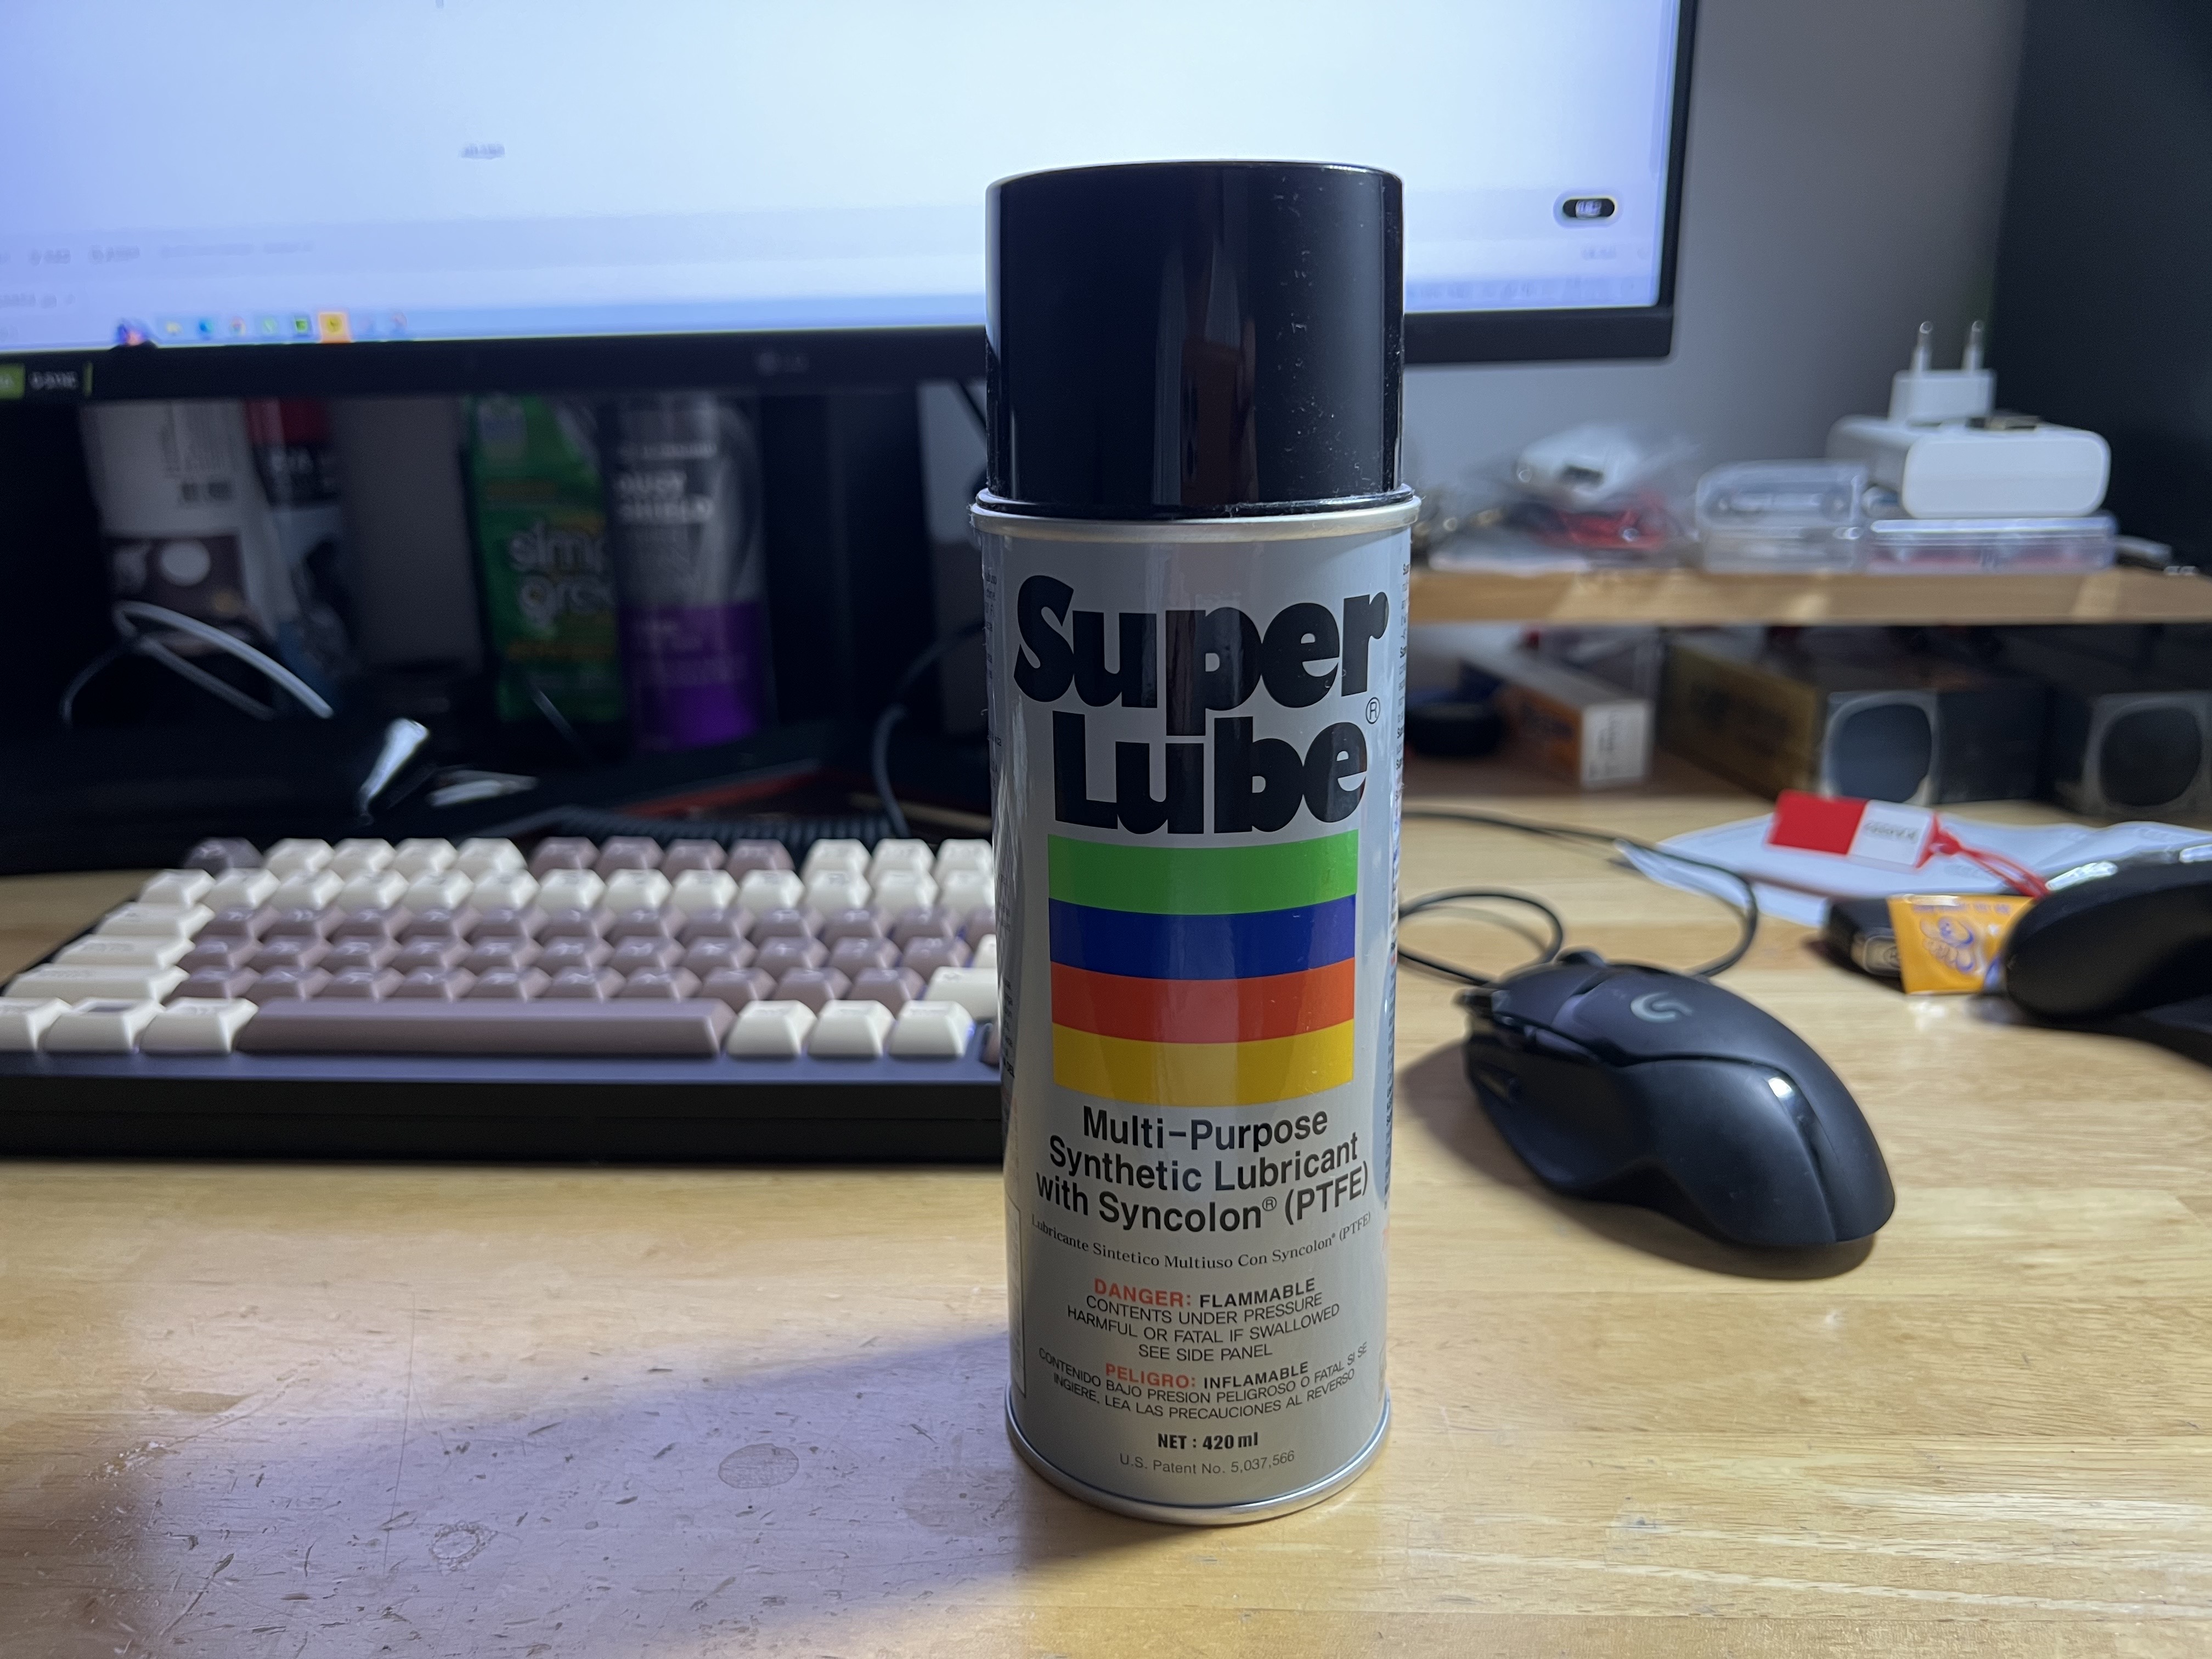 Super
Lube®
Multi-Purpose
Synthetic Lubricant
with Syncolon® (PTFE)
Lubricante Sintetico Multiuso Con Syncolon® (PTFE)
DANGER: FLAMMABLE
CONTENTS UNDER PRESSURE
HARMFUL OR FATAL IF SWALLOWED
SEE SIDE PANEL
PELIGRO: INFLAMABLE
CONTENIDO BAJO PRESION PELIGROSO O FATAL SI SE
INGIERE, LEA LAS PRECAUCIONES AL REVERSO
NET : 420 ml
U.S. Patent No. 5,037,566
SHIELD
G